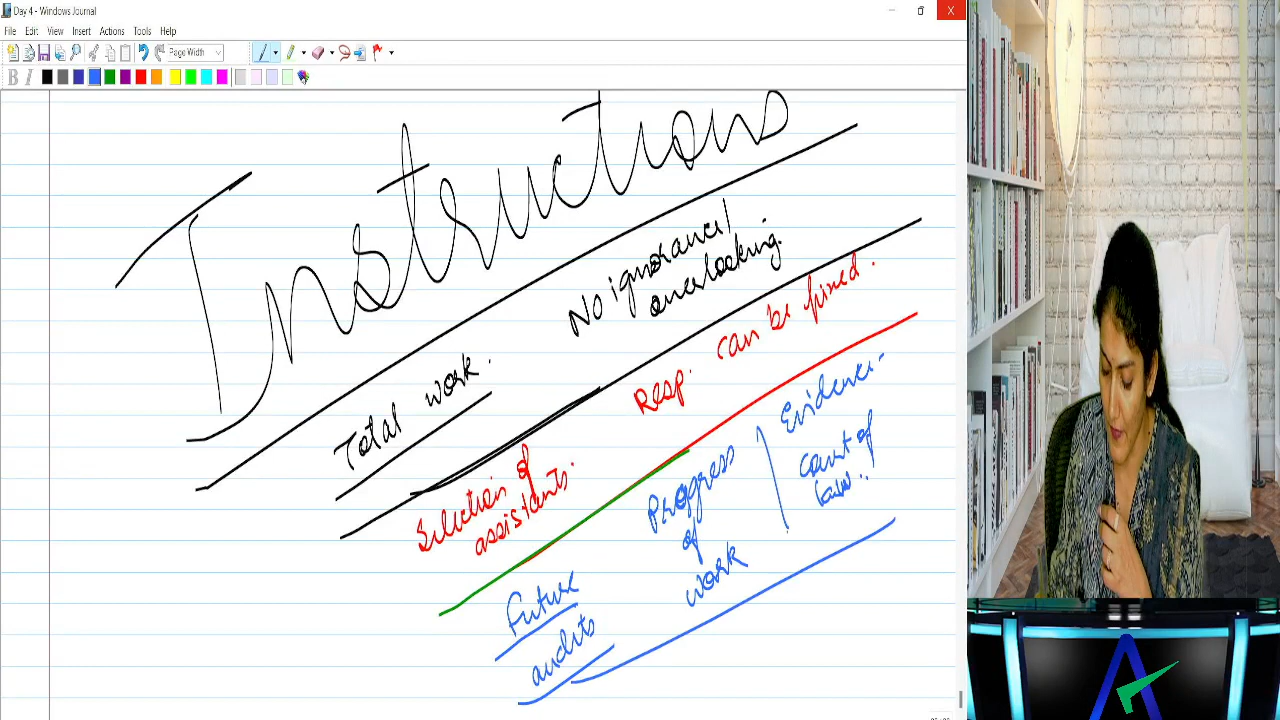 Day 4 - Windows Journal
File Edit View Insert Actions Tools Help
Page Width
B I
Instructions
Total work.
No ignorance/
overlooking.
Selection of
assistants.
Resp. can be fixed.
Future
audits
Progress
of
work
Evidence
court of
law